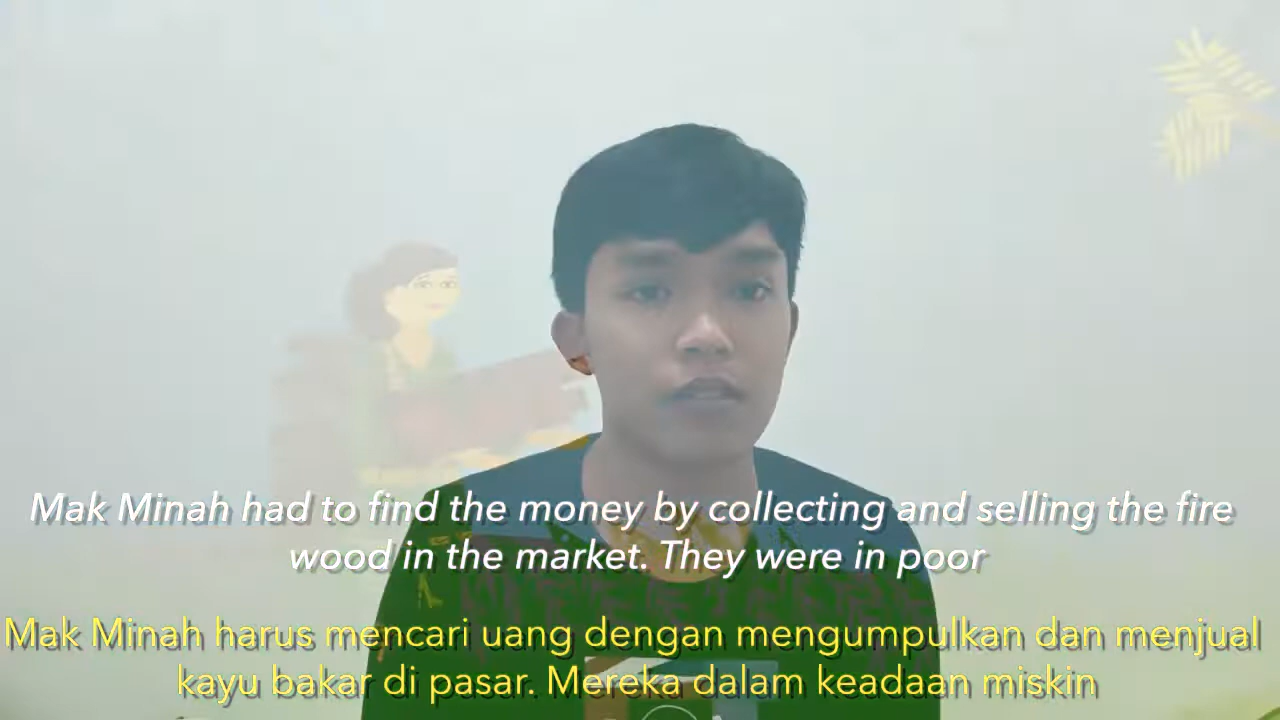 Mak Minah had to find the money by collecting and selling the fire
wood in the market. They were in poor
Mak Minah harus mencari uang dengan mengumpulkan dan menjual
kayu bakar di pasar. Mereka dalam keadaan miskin